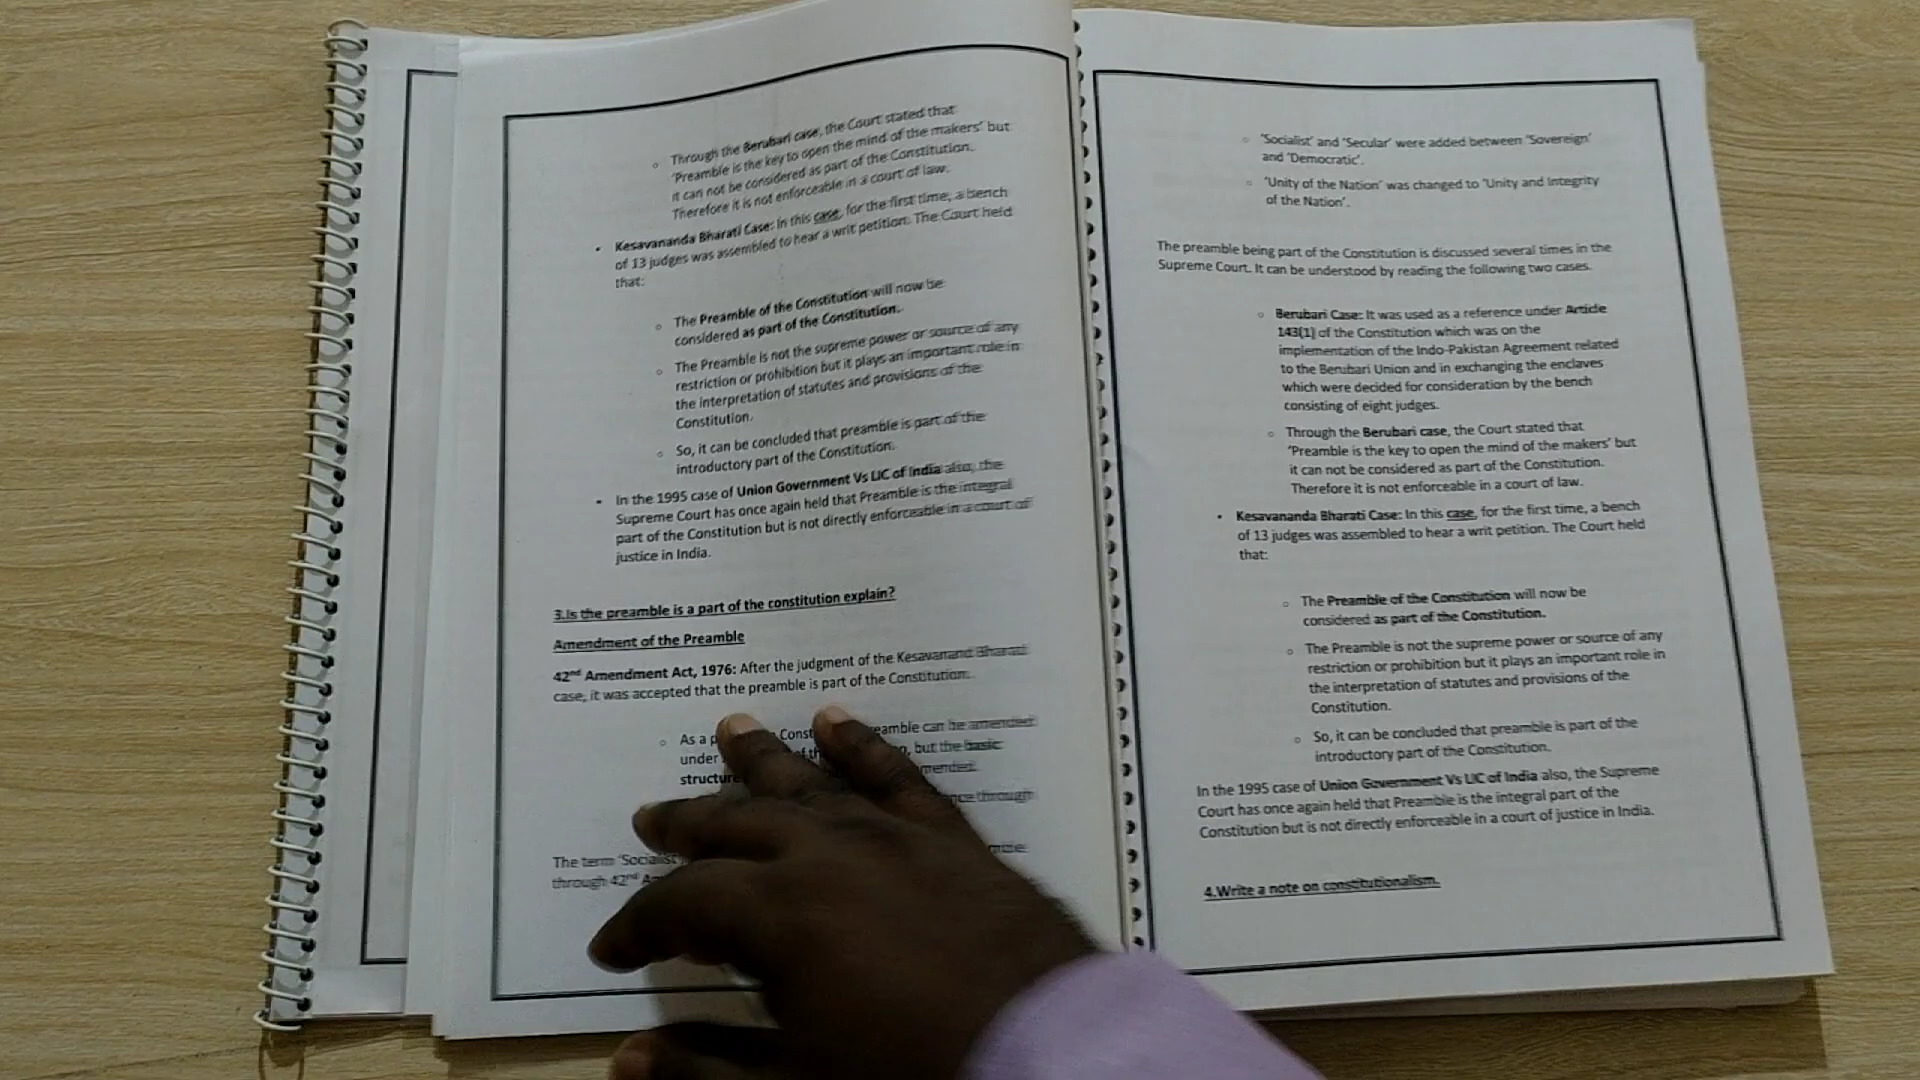 Through the Berubari case, the Court stated that
'Preamble is the key to open the mind of the makers' but
it can not be considered as part of the Constitution.
Therefore it is not enforceable in a court of law.
Kesavananda Bharati Case: In this case, for the first time, a bench
of 13 judges was assembled to hear a writ petition. The Court held
that:
The Preamble of the Constitution will now be
considered as part of the Constitution.
The Preamble is not the supreme power or source of any
restriction or prohibition but it plays an important role in
the interpretation of statutes and provisions of the
Constitution.
So, it can be concluded that preamble is part of the
introductory part of the Constitution.
In the 1995 case of Union Government Vs LIC of India also, the
Supreme Court has once again held that Preamble is the integral
part of the Constitution but is not directly enforceable in a court of
justice in India.
3.Is the preamble is a part of the constitution explain?
Amendment of the Preamble
42nd Amendment Act, 1976: After the judgment of the Kesavanand Bharati
case, it was accepted that the preamble is part of the Constitution.
As a can be amended
under but the basic
structure
through
The term 'Socialist'
through 42nd
'Socialist' and 'Secular' were added between 'Sovereign'
and 'Democratic'.
'Unity of the Nation' was changed to 'Unity and Integrity
of the Nation'.
The preamble being part of the Constitution is discussed several times in the
Supreme Court. It can be understood by reading the following two cases.
Berubari Case: It was used as a reference under Article
143(1) of the Constitution which was on the
implementation of the Indo-Pakistan Agreement related
to the Berubari Union and in exchanging the enclaves
which were decided for consideration by the bench
consisting of eight judges.
Through the Berubari case, the Court stated that
'Preamble is the key to open the mind of the makers' but
it can not be considered as part of the Constitution.
Therefore it is not enforceable in a court of law.
Kesavananda Bharati Case: In this case, for the first time, a bench
of 13 judges was assembled to hear a writ petition. The Court held
that:
The Preamble of the Constitution will now be
considered as part of the Constitution.
The Preamble is not the supreme power or source of any
restriction or prohibition but it plays an important role in
the interpretation of statutes and provisions of the
Constitution.
So, it can be concluded that preamble is part of the
introductory part of the Constitution.
In the 1995 case of Union Government Vs LIC of India also, the Supreme
Court has once again held that Preamble is the integral part of the
Constitution but is not directly enforceable in a court of justice in India.
4.Write a note on constitutionalism.